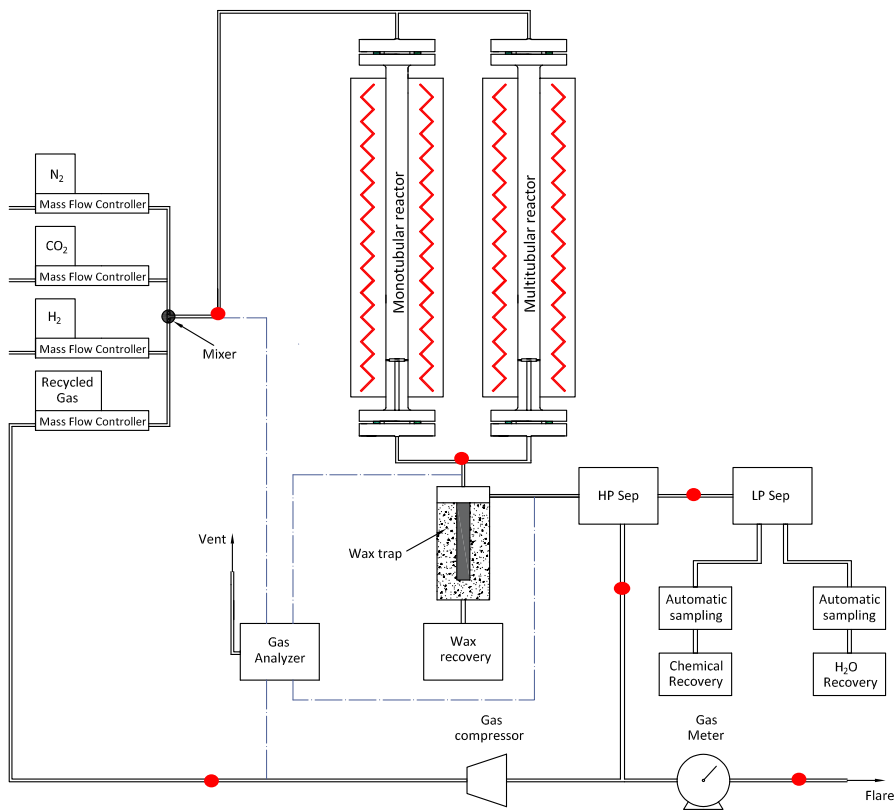 N₂
Mass Flow Controller
CO₂
Mass Flow Controller
H₂
Mass Flow Controller
Mixer
Recycled
Gas
Mass Flow Controller
Monotubular reactor
Multitubular reactor
HP Sep
LP Sep
Wax trap
Vent
Gas
Analyzer
Wax
recovery
Automatic
sampling
Automatic
sampling
Chemical
Recovery
H₂O
Recovery
Gas
compressor
Gas
Meter
Flare